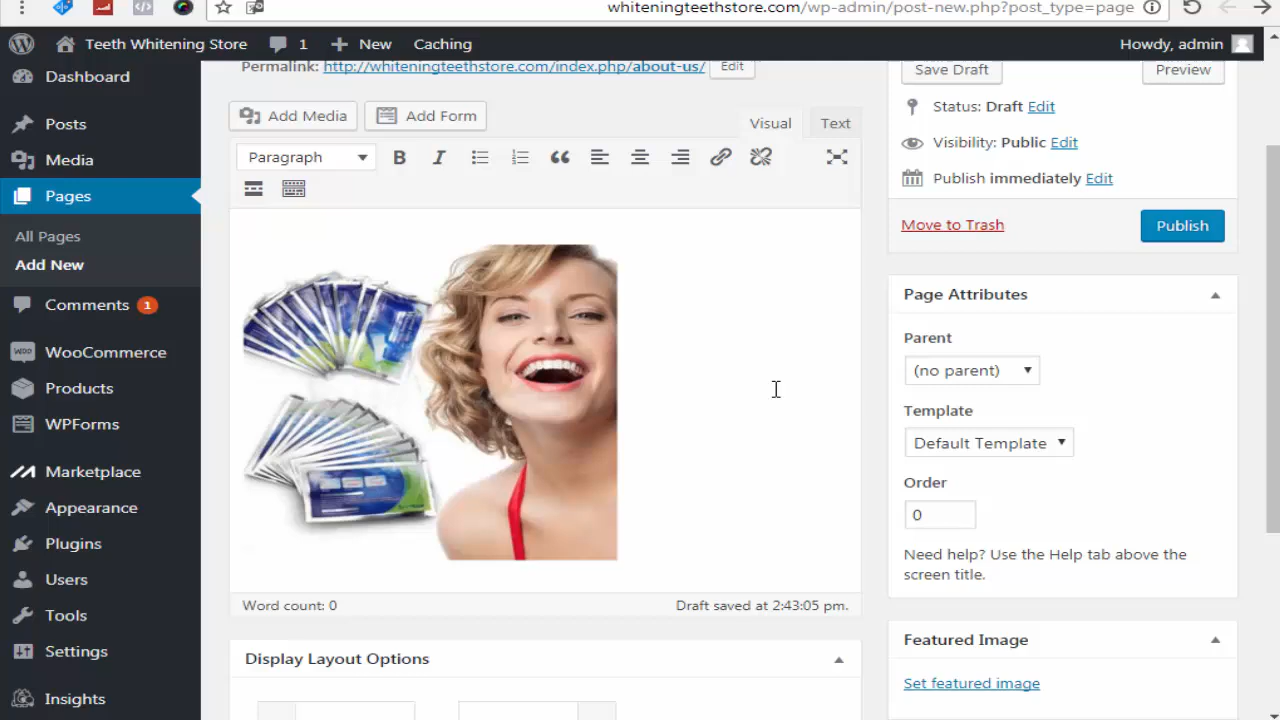 whiteningteethstore.com/wp-admin/post-new.php?post_type=page
Teeth Whitening Store 1 New Caching Howdy, admin
Dashboard
Posts
Media
Pages
All Pages
Add New
Comments 1
WooCommerce
Products
WPForms
Marketplace
Appearance
Plugins
Users
Tools
Settings
Insights
Permalink: http://whiteningteethstore.com/index.php/about-us/ Edit
Add Media Add Form Visual Text
Paragraph B I
Word count: 0 Draft saved at 2:43:05 pm.
Display Layout Options
Save Draft Preview
Status: Draft Edit
Visibility: Public Edit
Publish immediately Edit
Move to Trash Publish
Page Attributes
Parent
(no parent)
Template
Default Template
Order
0
Need help? Use the Help tab above the
screen title.
Featured Image
Set featured image